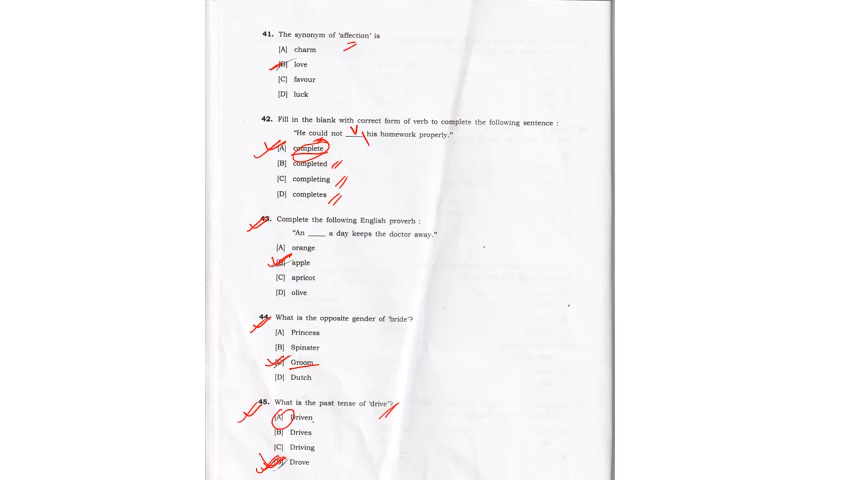 41. The synonym of 'affection' is
[A] charm
[B] love
[C] favour
[D] luck
42. Fill in the blank with correct form of verb to complete the following sentence :
"He could not ____ his homework properly."
V
[A] complete
[B] completed
[C] completing
[D] completes
43. Complete the following English proverb :
"An ____ a day keeps the doctor away."
[A] orange
[B] apple
[C] apricot
[D] olive
44. What is the opposite gender of 'bride'?
[A] Princess
[B] Spinster
[C] Groom
[D] Dutch
45. What is the past tense of 'drive'?
[A] Driven
[B] Drives
[C] Driving
[D] Drove